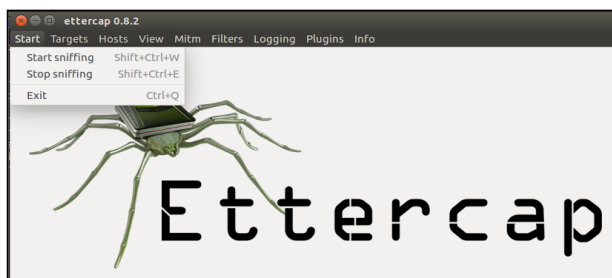 ettercap 0.8.2
Start Targets Hosts View Mitm Filters Logging Plugins Info
Start sniffing Shift+Ctrl+W
Stop sniffing Shift+Ctrl+E
Exit Ctrl+Q
Ettercap